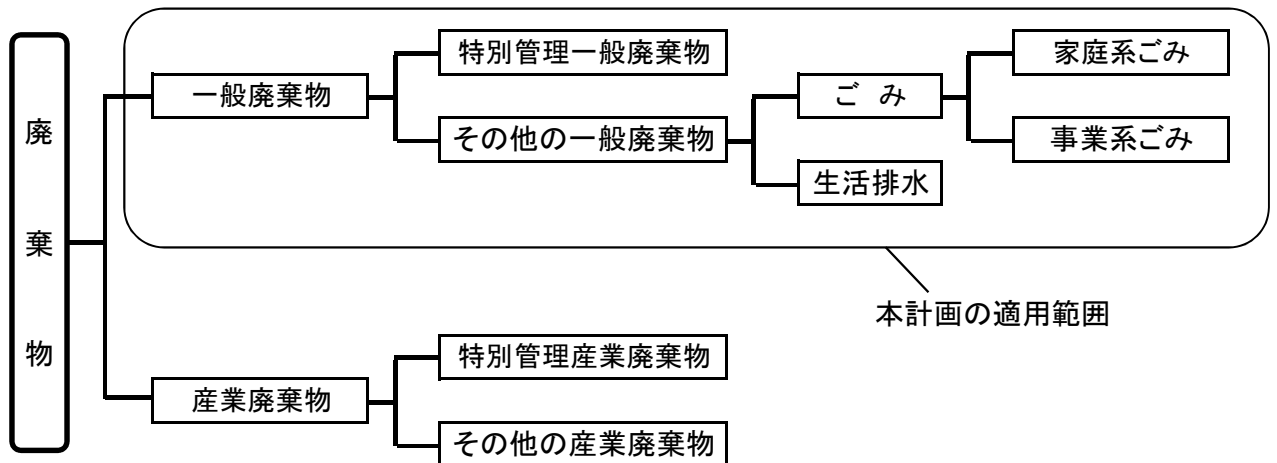 廃棄物
一般廃棄物
特別管理一般廃棄物
その他の一般廃棄物
ごみ
生活排水
家庭系ごみ
事業系ごみ
本計画の適用範囲
産業廃棄物
特別管理産業廃棄物
その他の産業廃棄物